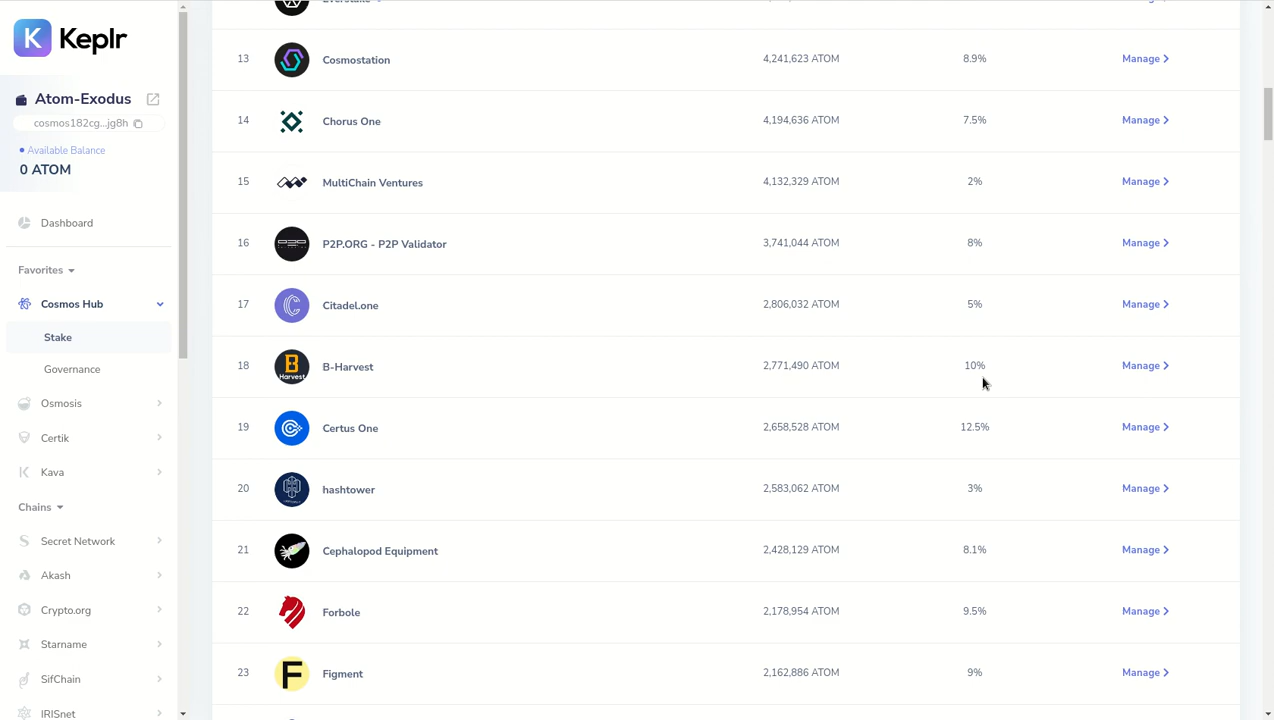 K Keplr
Atom-Exodus
cosmos182cg...jg8h
Available Balance
0 ATOM
Dashboard
Favorites
Cosmos Hub
Stake
Governance
Osmosis
Certik
Kava
Chains
Secret Network
Akash
Crypto.org
Starname
SifChain
IRISnet
13 Cosmostation 4,241,623 ATOM 8.9% Manage
14 Chorus One 4,194,636 ATOM 7.5% Manage
15 MultiChain Ventures 4,132,329 ATOM 2% Manage
16 P2P.ORG - P2P Validator 3,741,044 ATOM 8% Manage
17 Citadel.one 2,806,032 ATOM 5% Manage
18 B Harvest B-Harvest 2,771,490 ATOM 10% Manage
19 Certus One 2,658,528 ATOM 12.5% Manage
20 hashtower 2,583,062 ATOM 3% Manage
21 Cephalopod Equipment 2,428,129 ATOM 8.1% Manage
22 Forbole 2,178,954 ATOM 9.5% Manage
23 F Figment 2,162,886 ATOM 9% Manage